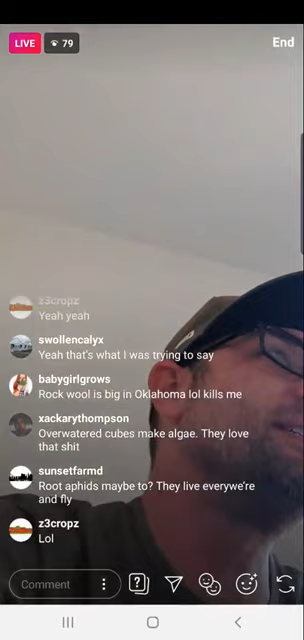 LIVE
79
End
z3cropz
Yeah yeah
swollencalyx
Yeah that's what I was trying to say
babygirlgrows
Rock wool is big in Oklahoma lol kills me
xackarythompson
Overwatered cubes make algae. They love
that shit
sunsetfarmd
Root aphids maybe to? They live everywe're
and fly
z3cropz
Lol
Comment